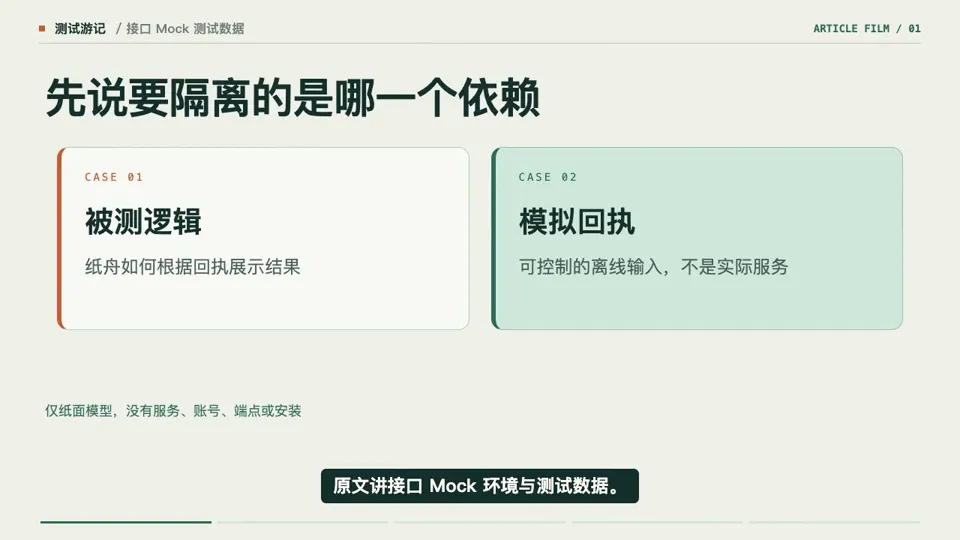 测试游记 / 接口 Mock 测试数据
ARTICLE FILM / 01
先说要隔离的是哪一个依赖
CASE 01
被测逻辑
纸舟如何根据回执展示结果
CASE 02
模拟回执
可控制的离线输入，不是实际服务
仅纸面模型，没有服务、账号、端点或安装
原文讲接口 Mock 环境与测试数据。